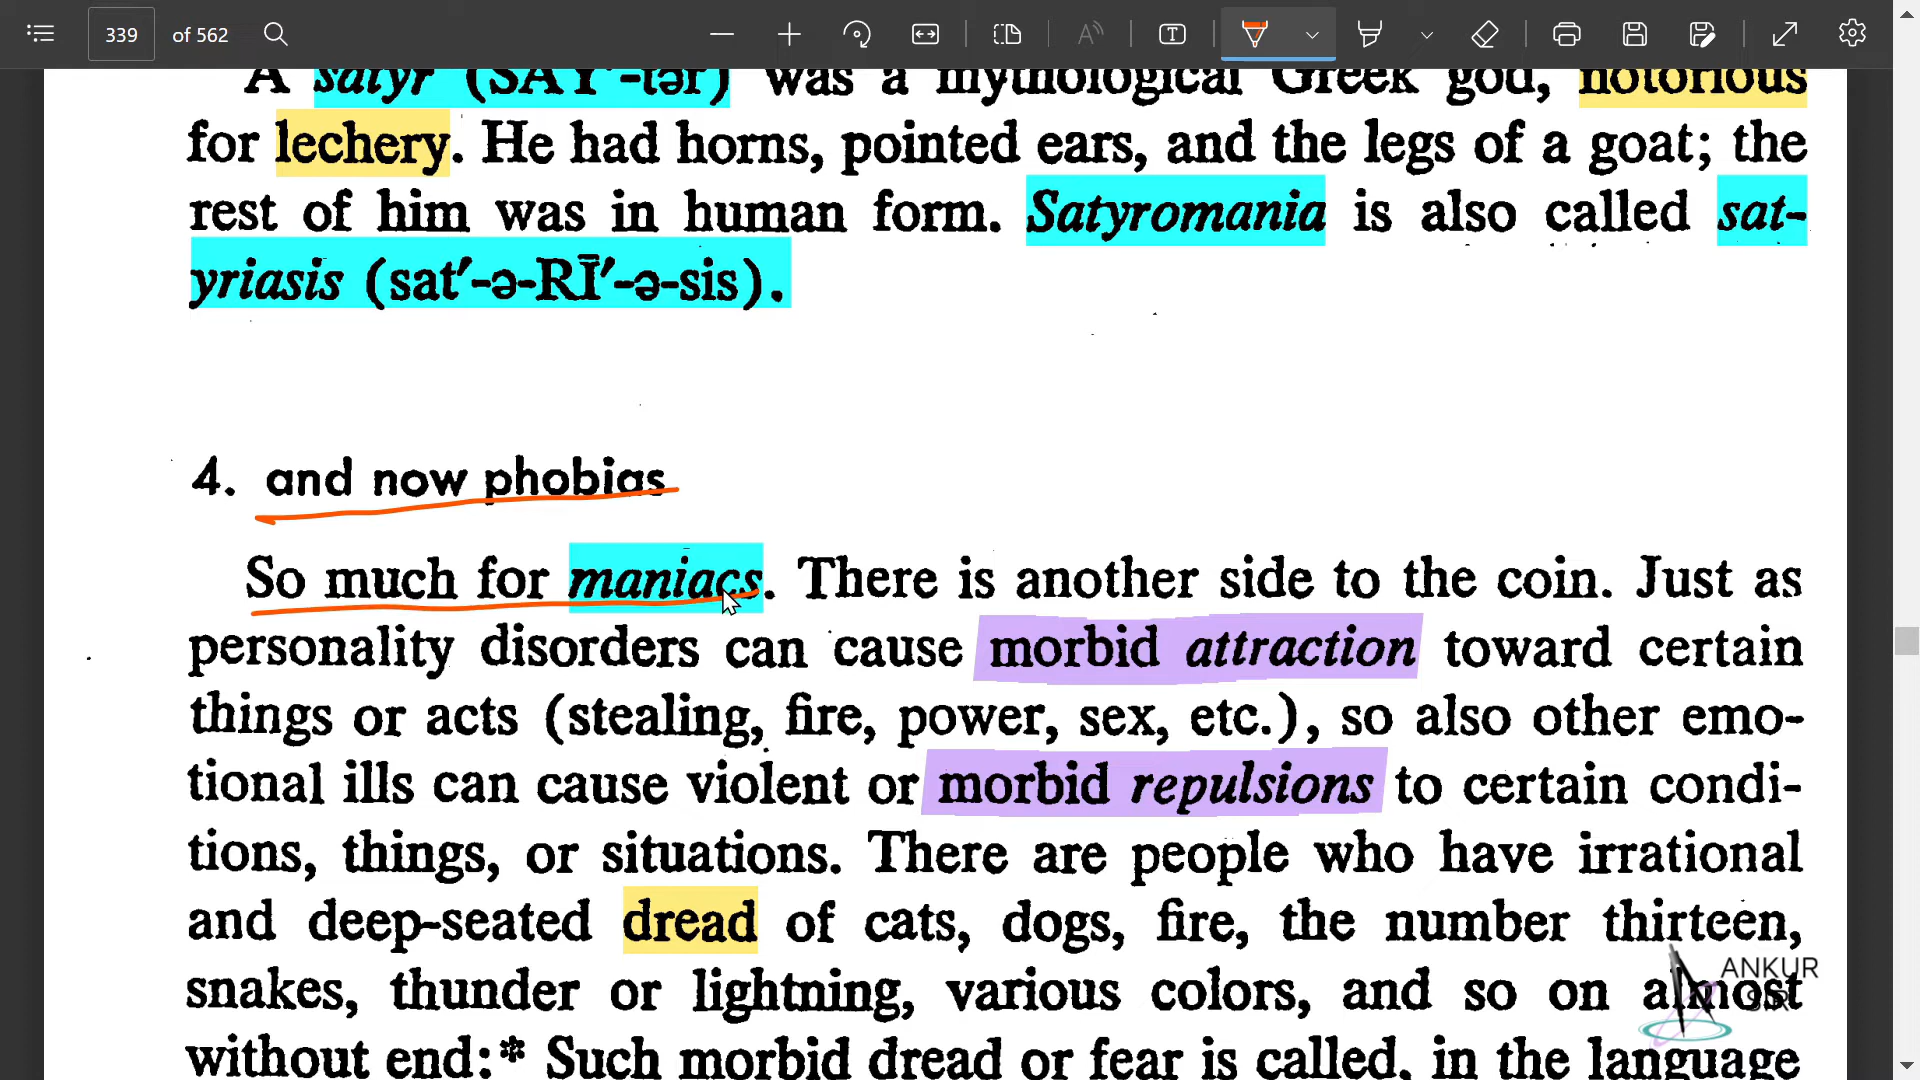 339 of 562
A satyr (SAY′-tər) was a mythological Greek god, notorious
for lechery. He had horns, pointed ears, and the legs of a goat; the
rest of him was in human form. Satyromania is also called sat-
yriasis (sat′-ə-RĪ′-ə-sis).
4. and now phobias
So much for maniacs. There is another side to the coin. Just as
personality disorders can cause morbid attraction toward certain
things or acts (stealing, fire, power, sex, etc.), so also other emo-
tional ills can cause violent or morbid repulsions to certain condi-
tions, things, or situations. There are people who have irrational
and deep-seated dread of cats, dogs, fire, the number thirteen,
snakes, thunder or lightning, various colors, and so on almost
without end:* Such morbid dread or fear is called, in the language
ANKUR
SIR